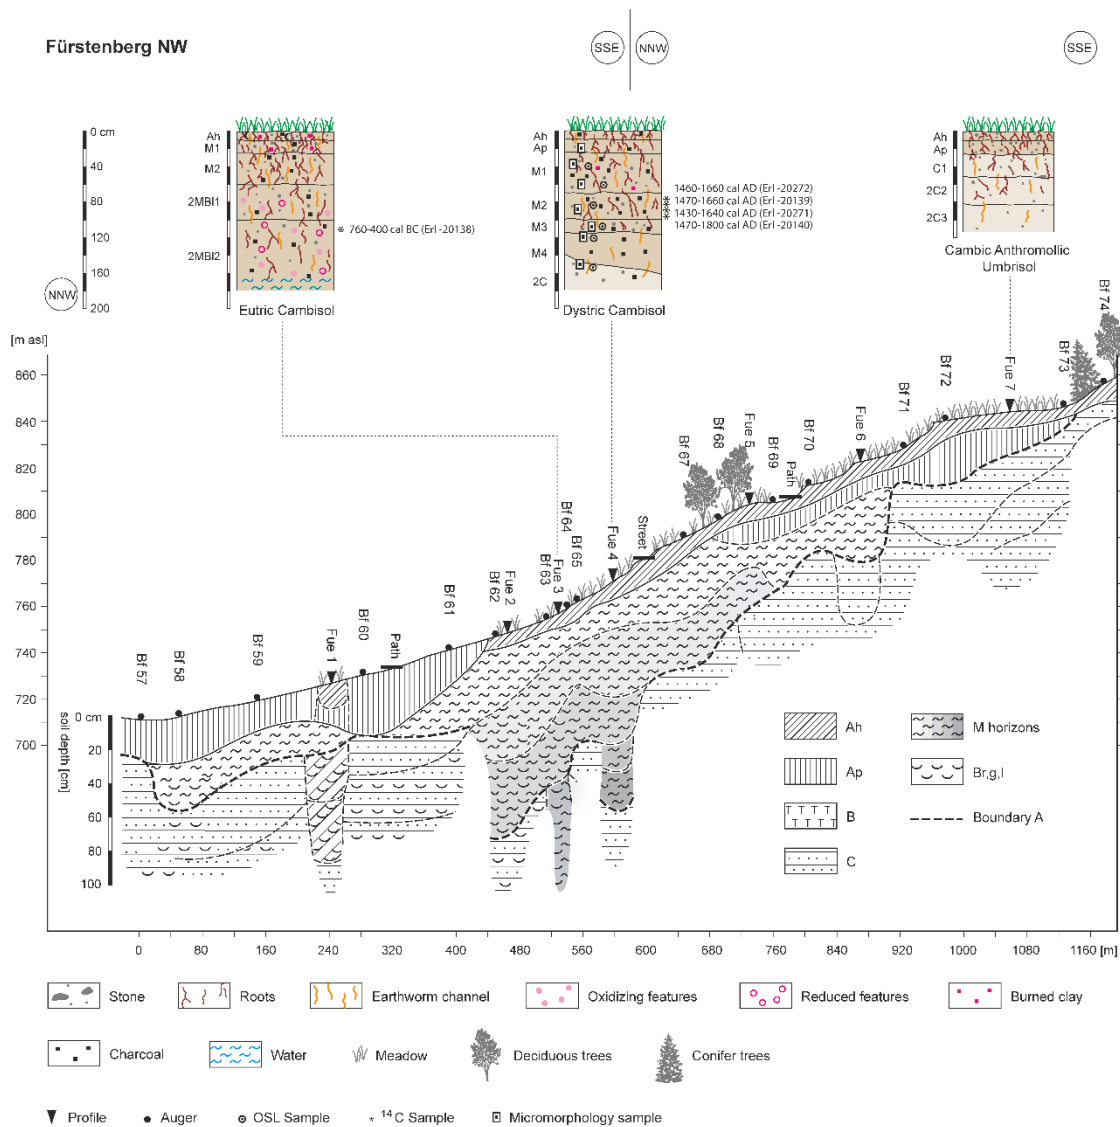 Fürstenberg NW
SSE
NNW
SSE
0 cm
40
80
120
160
200
NNW
Ah
M1
M2
2MBl1
2MBl2
✳ 760-400 cal BC (Erl -20138)
Eutric Cambisol
Ah
Ap
M1
M2
M3
M4
2C
1460-1660 cal AD (Erl -20272)
1470-1660 cal AD (Erl -20139)
1430-1640 cal AD (Erl -20271)
1470-1800 cal AD (Erl -20140)
Dystric Cambisol
Ah
Ap
C1
2C2
2C3
Cambic Anthromollic
Umbrisol
[m asl]
860
840
820
800
780
760
740
720
700
Bf 57
Bf 58
Bf 59
Fue 1
Bf 60
Path
Bf 61
Bf 62
Fue 2
Bf 63
Fue 3
Bf 64
Bf 65
Fue 4
Street
Bf 67
Bf 68
Fue 5
Bf 69
Path
Bf 70
Fue 6
Bf 71
Bf 72
Fue 7
Bf 73
Bf 74
soil depth [cm]
0 cm
20
40
60
80
100
Ah
M horizons
Ap
Br,g,l
B
Boundary A
C
0 80 160 240 320 400 480 560 640 600 680 760 840 920 1000 1080 1160 [m]
Stone
Roots
Earthworm channel
Oxidizing features
Reduced features
Burned clay
Charcoal
Water
Meadow
Deciduous trees
Conifer trees
Profile
Auger
OSL Sample
14C Sample
Micromorphology sample